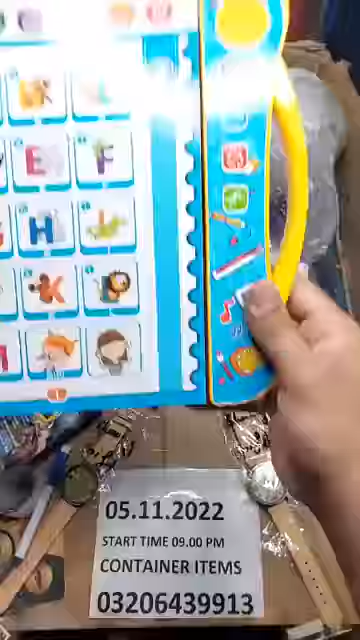 E
F
H
K
05.11.2022
START TIME 09.00 PM
CONTAINER ITEMS
03206439913